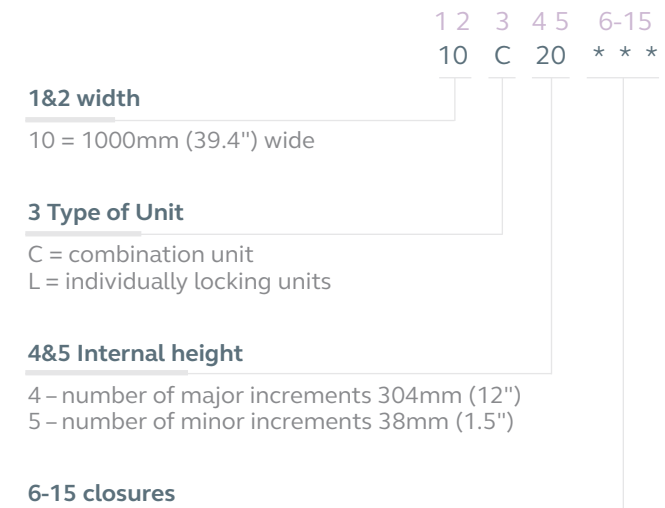 1 2 3 4 5 6-15
10 C 20 * * *
1&2 width
10 = 1000mm (39.4") wide
3 Type of Unit
C = combination unit
L = individually locking units
4&5 Internal height
4 – number of major increments 304mm (12")
5 – number of minor increments 38mm (1.5")
6-15 closures